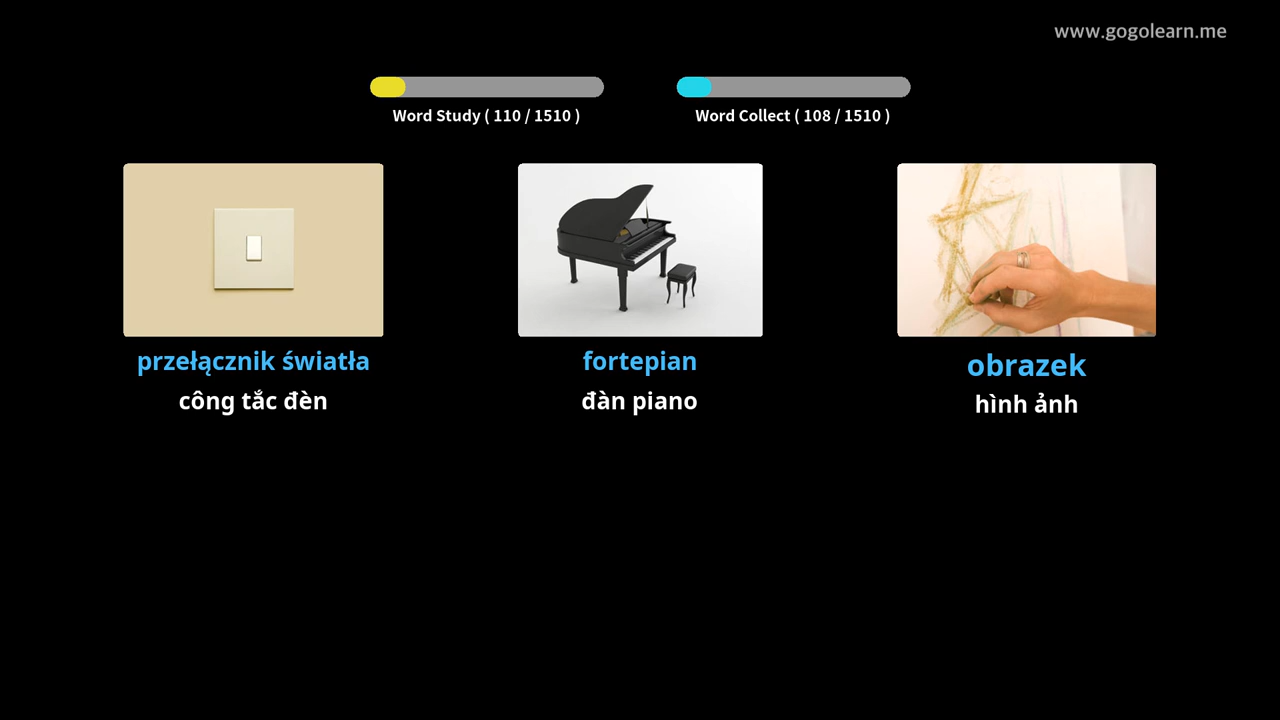 www.gogolearn.me
Word Study ( 110 / 1510 )
Word Collect ( 108 / 1510 )
przełącznik światła
công tắc đèn
fortepian
đàn piano
obrazek
hình ảnh